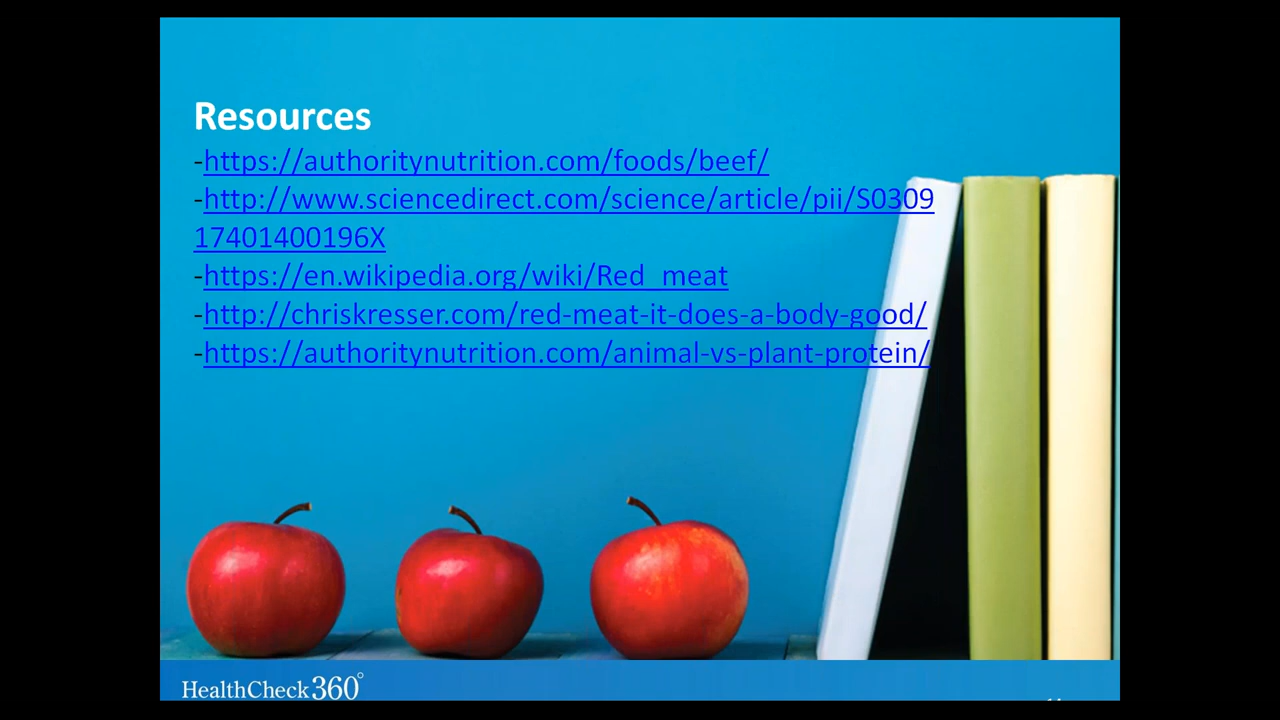 Resources
-https://authoritynutrition.com/foods/beef/
-http://www.sciencedirect.com/science/article/pii/S0309
17401400196X
-https://en.wikipedia.org/wiki/Red_meat
-http://chriskresser.com/red-meat-it-does-a-body-good/
-https://authoritynutrition.com/animal-vs-plant-protein/
HealthCheck360°